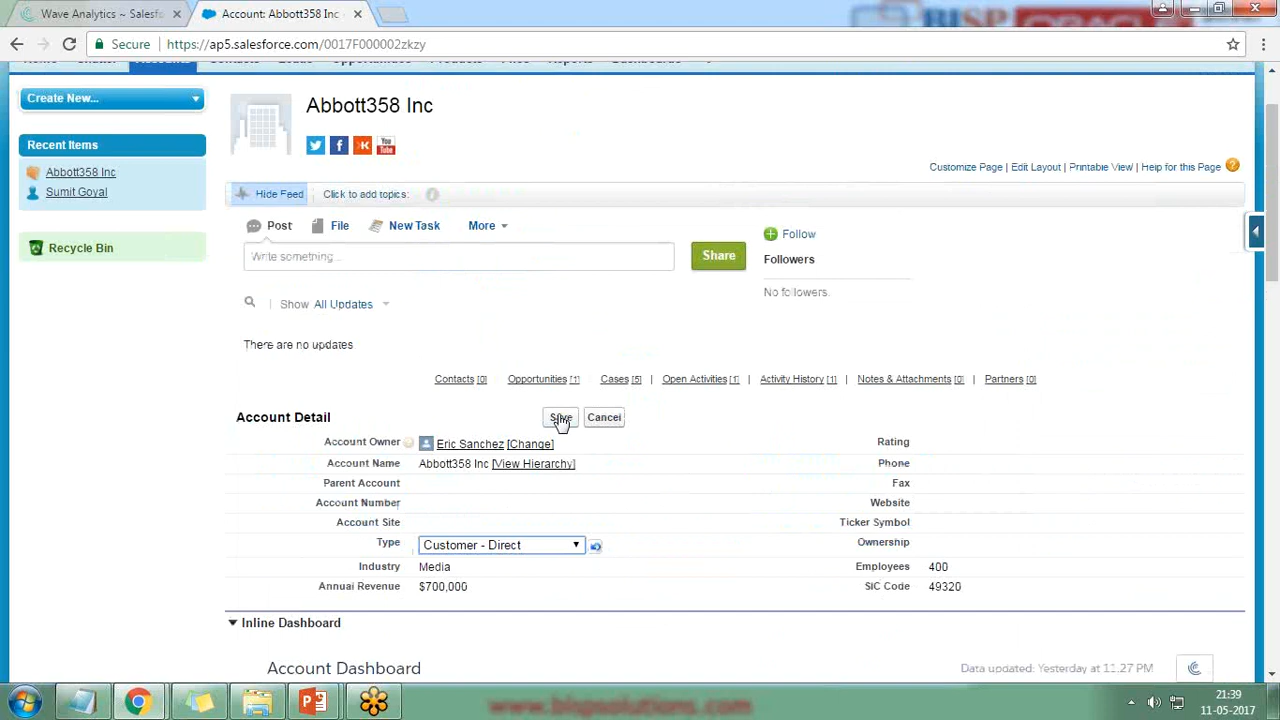 Wave Analytics ~ Salesfo
Account: Abbott358 Inc ~
Secure
https://ap5.salesforce.com/0017F000002zkzy
Create New...
Recent Items
Abbott358 Inc
Sumit Goyal
Recycle Bin
Abbott358 Inc
You Tube
Customize Page | Edit Layout | Printable View | Help for this Page
Hide Feed
Click to add topics:
Post
File
New Task
More
Write something...
Share
Follow
Followers
No followers.
Show All Updates
There are no updates
Contacts [0]
Opportunities [1]
Cases [5]
Open Activities [1]
Activity History [1]
Notes & Attachments [0]
Partners [0]
Account Detail
Save
Cancel
Account Owner
Eric Sanchez [Change]
Rating
Account Name
Abbott358 Inc [View Hierarchy]
Phone
Parent Account
Fax
Account Number
Website
Account Site
Ticker Symbol
Type
Customer - Direct
Ownership
Industry
Media
Employees
400
Annual Revenue
$700,000
SIC Code
49320
Inline Dashboard
Account Dashboard
Data updated: Yesterday at 11.27 PM
www.bispsolutions.com
21:39
11-05-2017